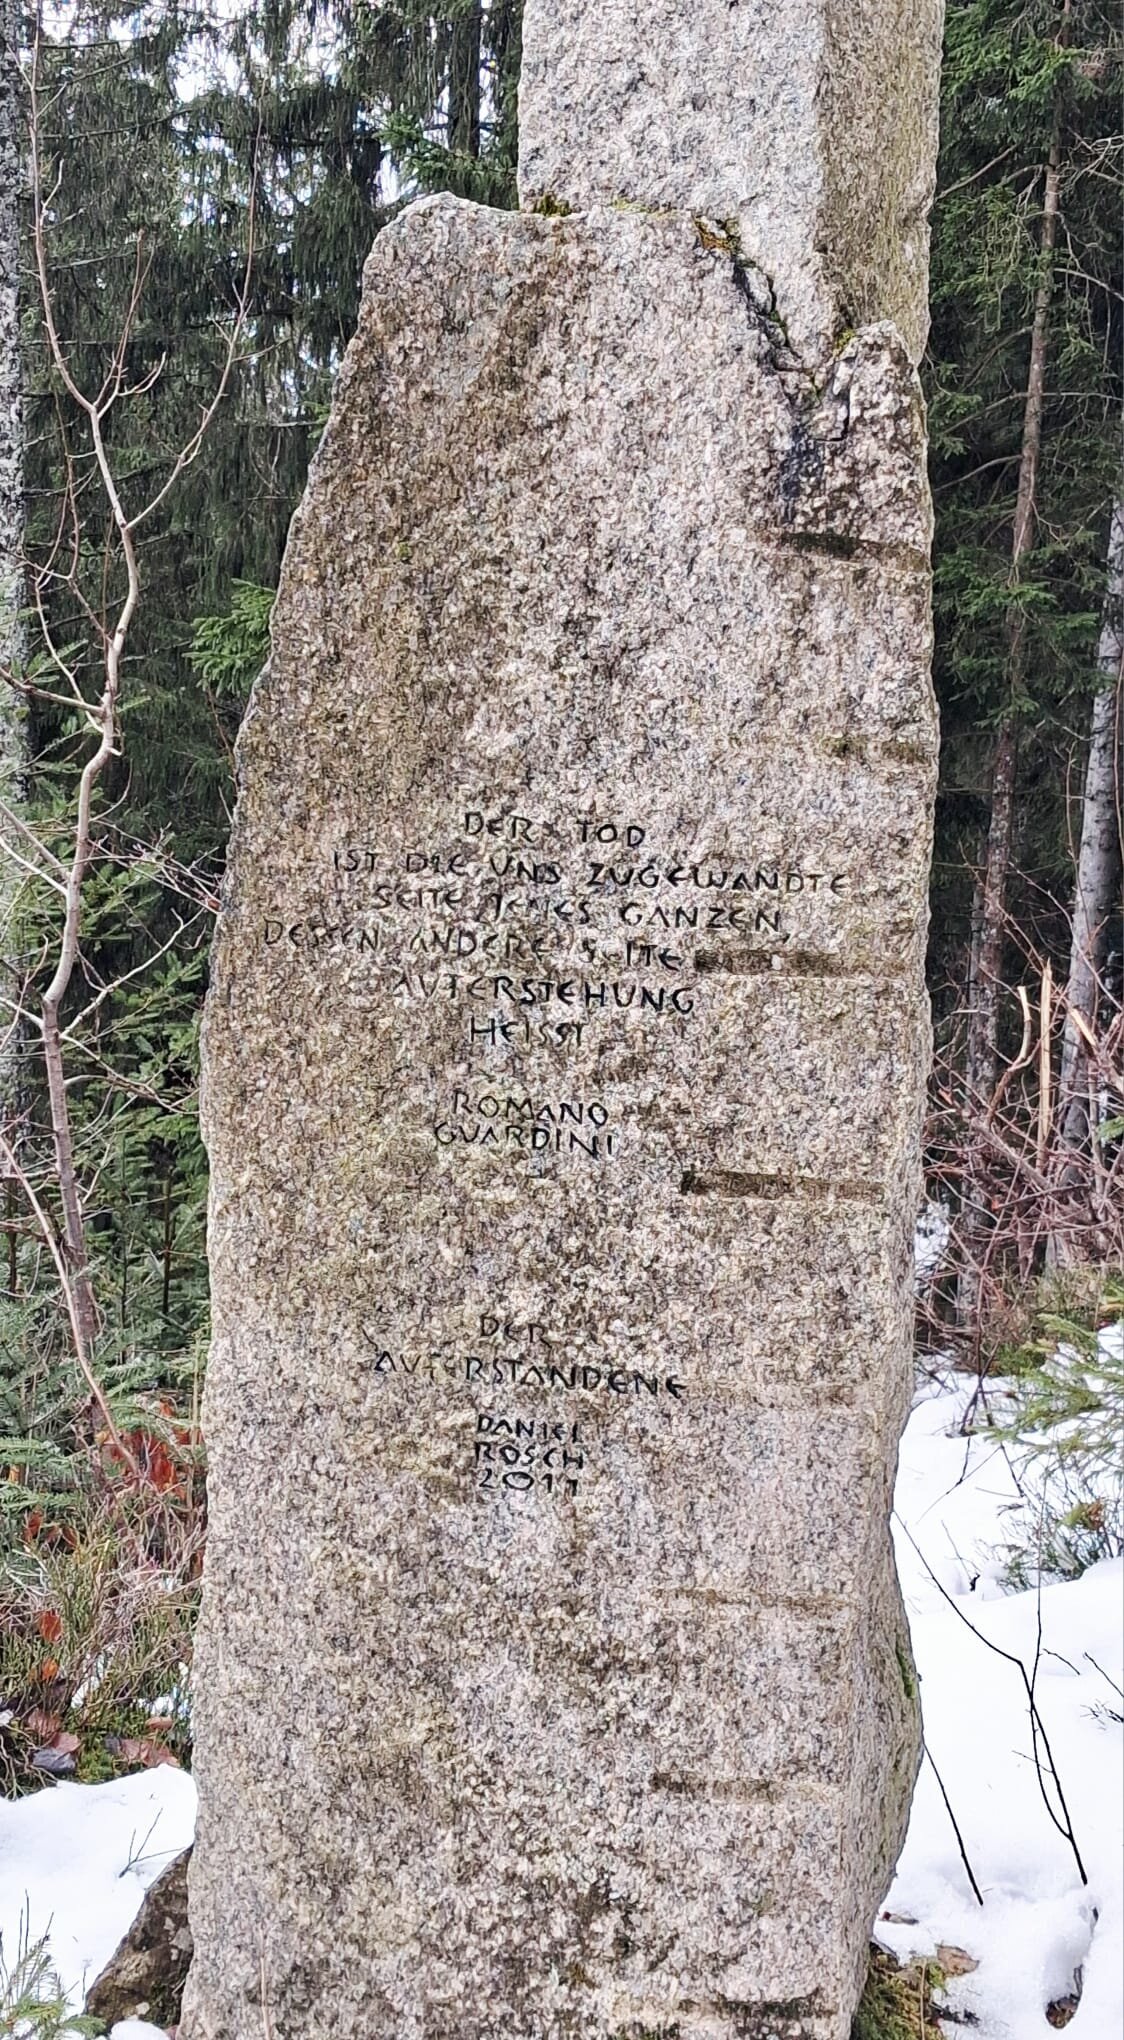 DER TOD
IST DIE UNS ZUGEWANDTE
SEITE JENES GANZEN,
DESSEN ANDERE SEITE
AUFERSTEHUNG
HEISST
ROMANO
GUARDINI
DER
AUFERSTANDENE
DANIEL
RÖSCH
2011